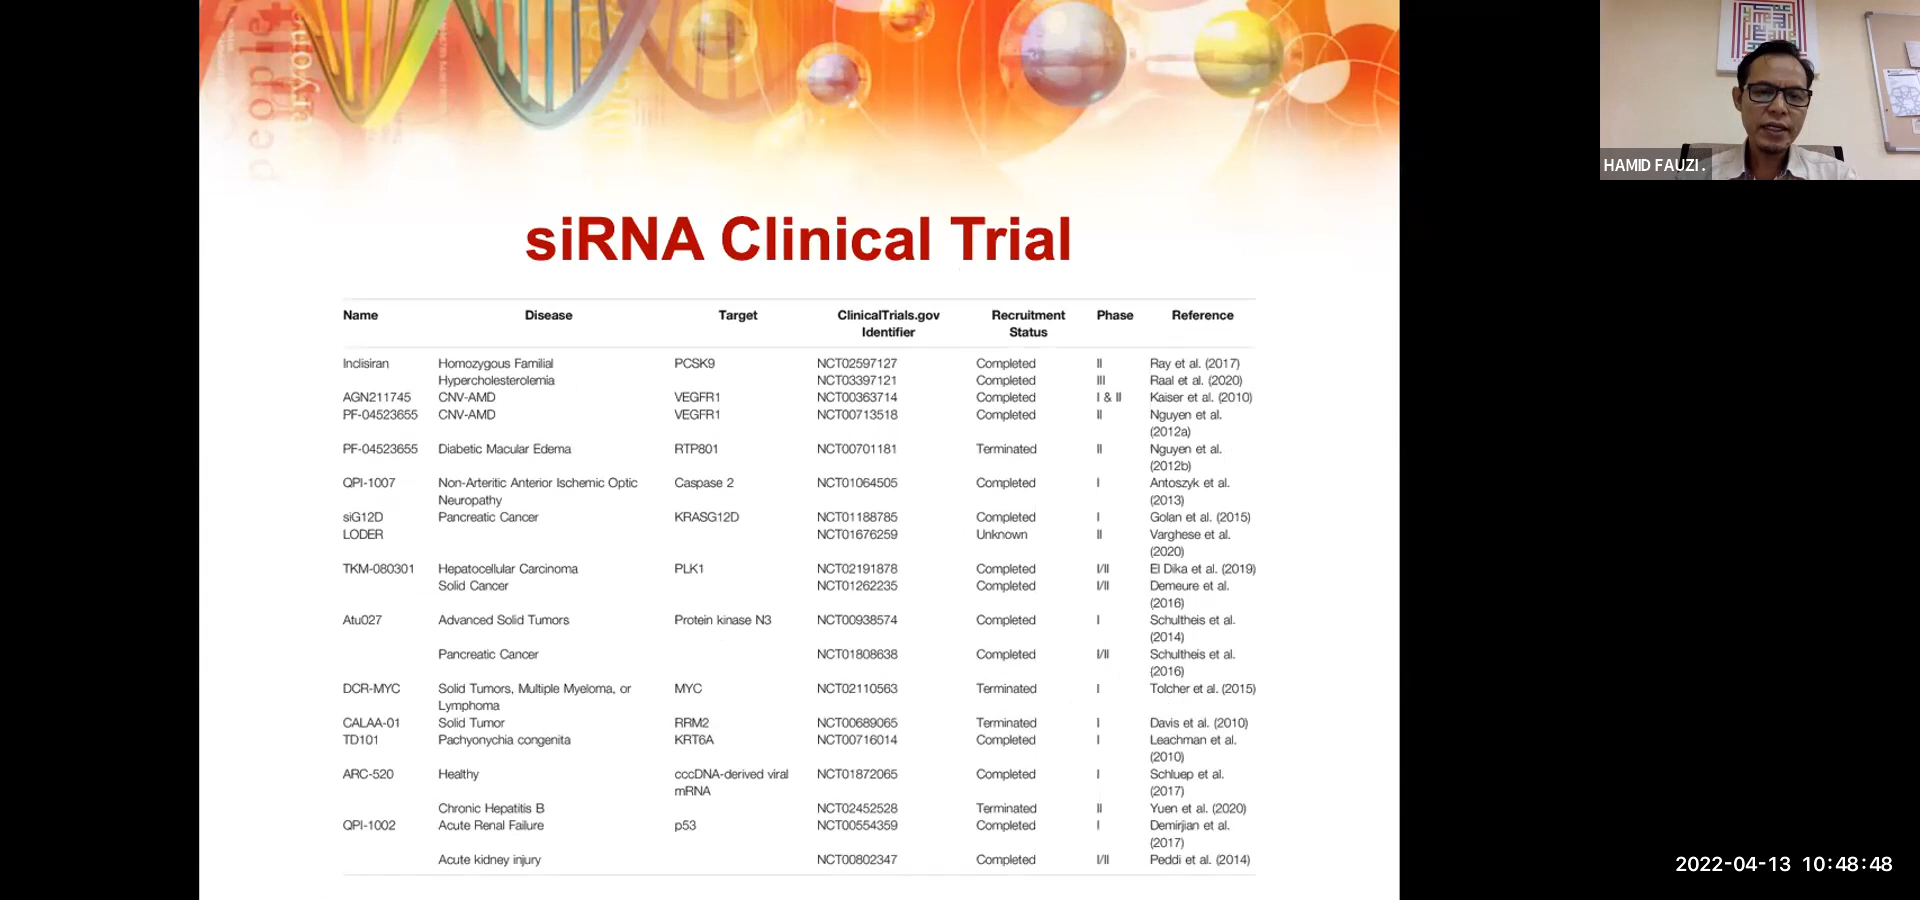 people
eryone
siRNA Clinical Trial
Name Disease Target ClinicalTrials.gov Recruitment Phase Reference
Identifier Status
Inclisiran Homozygous Familial PCSK9 NCT02597127 Completed II Ray et al. (2017)
Hypercholesterolemia NCT03397121 Completed III Raal et al. (2020)
AGN211745 CNV-AMD VEGFR1 NCT00363714 Completed I & II Kaiser et al. (2010)
PF-04523655 CNV-AMD VEGFR1 NCT00713518 Completed II Nguyen et al.
(2012a)
PF-04523655 Diabetic Macular Edema RTP801 NCT00701181 Terminated II Nguyen et al.
(2012b)
QPI-1007 Non-Arteritic Anterior Ischemic Optic Caspase 2 NCT01064505 Completed I Antoszyk et al.
Neuropathy (2013)
siG12D Pancreatic Cancer KRASG12D NCT01188785 Completed I Golan et al. (2015)
LODER NCT01676259 Unknown II Varghese et al.
(2020)
TKM-080301 Hepatocellular Carcinoma PLK1 NCT02191878 Completed I/II El Dika et al. (2019)
Solid Cancer NCT01262235 Completed I/II Demeure et al.
(2016)
Atu027 Advanced Solid Tumors Protein kinase N3 NCT00938574 Completed I Schultheis et al.
(2014)
Pancreatic Cancer NCT01808638 Completed I/II Schultheis et al.
(2016)
DCR-MYC Solid Tumors, Multiple Myeloma, or MYC NCT02110563 Terminated I Tolcher et al. (2015)
Lymphoma
CALAA-01 Solid Tumor RRM2 NCT00689065 Terminated I Davis et al. (2010)
TD101 Pachyonychia congenita KRT6A NCT00716014 Completed I Leachman et al.
(2010)
ARC-520 Healthy cccDNA-derived viral NCT01872065 Completed I Schluep et al.
mRNA (2017)
Chronic Hepatitis B NCT02452528 Terminated II Yuen et al. (2020)
QPI-1002 Acute Renal Failure p53 NCT00554359 Completed I Demirjian et al.
(2017)
Acute kidney injury NCT00802347 Completed I/II Peddi et al. (2014)
HAMID FAUZI .
2022-04-13 10:48:48